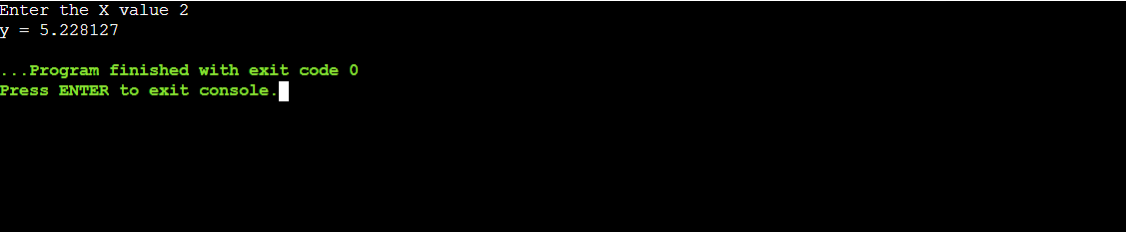 Enter the X value 2
y = 5.228127
...Program finished with exit code 0
Press ENTER to exit console.